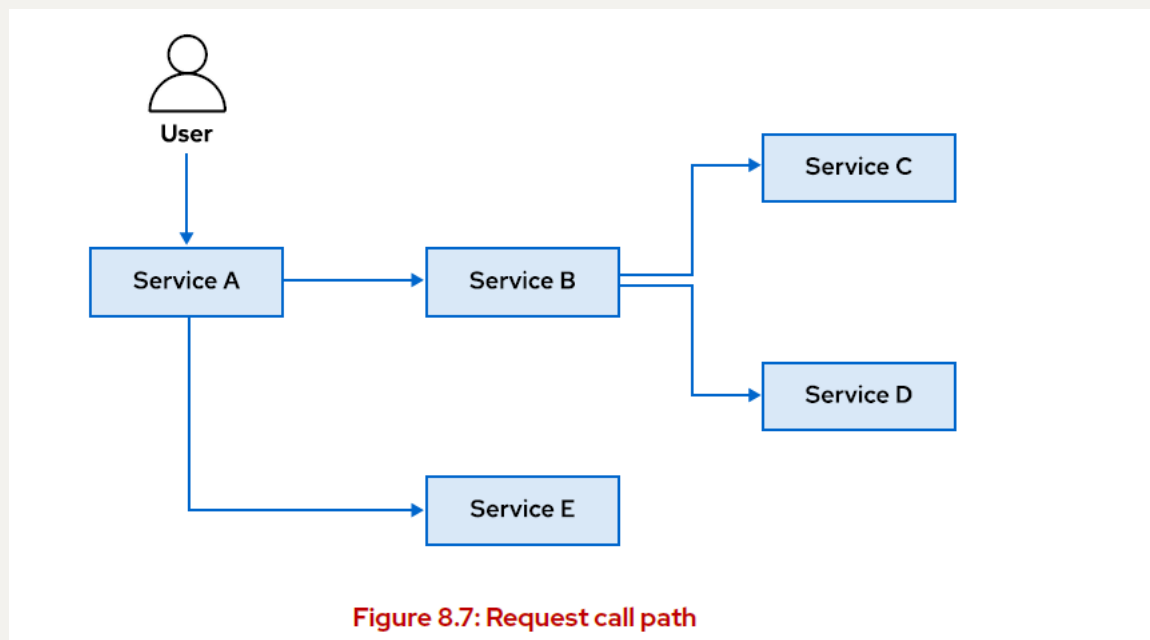 User
Service C
Service A
Service B
Service D
Service E
Figure 8.7: Request call path